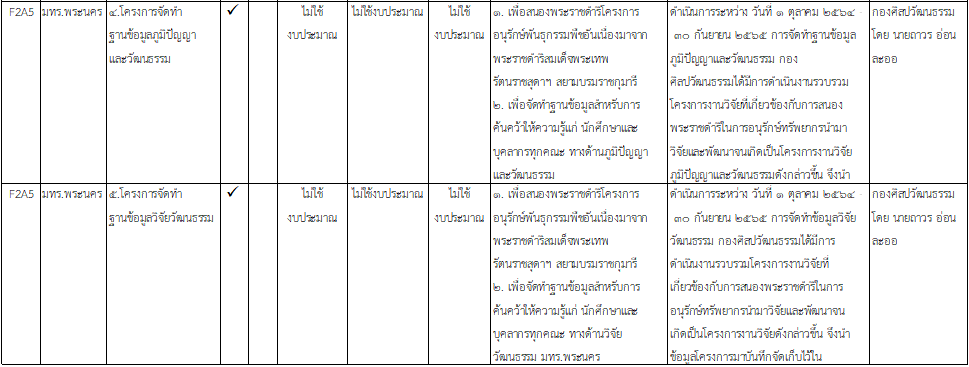 F2A5
มทร.พระนคร
๔.โครงการจัดทำ
ฐานข้อมูลภูมิปัญญา
และวัฒนธรรม
✓
ไม่ใช้
งบประมาณ
ไม่ใช้งบประมาณ
ไม่ใช้
งบประมาณ
๑. เพื่อสนองพระราชดำริโครงการ
อนุรักษ์พันธุกรรมพืชอันเนื่องมาจาก
พระราชดำริสมเด็จพระเทพ
รัตนราชสุดาฯ สยามบรมราชกุมารี
๒. เพื่อจัดทำฐานข้อมูลสำหรับการ
ค้นคว้าให้ความรู้แก่ นักศึกษาและ
บุคลากรทุกคณะ ทางด้านภูมิปัญญา
และวัฒนธรรม
ดำเนินการระหว่าง วันที่ ๑ ตุลาคม ๒๕๖๔ -
๓๐ กันยายน ๒๕๖๕ การจัดทำฐานข้อมูล
ภูมิปัญญาและวัฒนธรรม กอง
ศิลปวัฒนธรรมได้มีการดำเนินงานรวบรวม
โครงการงานวิจัยที่เกี่ยวข้องกับการสนอง
พระราชดำริในการอนุรักษ์ทรัพยากรนำมา
วิจัยและพัฒนาจนเกิดเป็นโครงการงานวิจัย
ภูมิปัญญาและวัฒนธรรมดังกล่าวขึ้น จึงนำ
กองศิลปวัฒนธรรม
โดย นายถาวร อ่อน
ละออ
F2A5
มทร.พระนคร
๕.โครงการจัดทำ
ฐานข้อมูลวิจัยวัฒนธรรม
✓
ไม่ใช้
งบประมาณ
ไม่ใช้งบประมาณ
ไม่ใช้
งบประมาณ
๑. เพื่อสนองพระราชดำริโครงการ
อนุรักษ์พันธุกรรมพืชอันเนื่องมาจาก
พระราชดำริสมเด็จพระเทพ
รัตนราชสุดาฯ สยามบรมราชกุมารี
๒. เพื่อจัดทำฐานข้อมูลสำหรับการ
ค้นคว้าให้ความรู้แก่ นักศึกษาและ
บุคลากรทุกคณะ ทางด้านวิจัย
วัฒนธรรม มทร.พระนคร
ดำเนินการระหว่าง วันที่ ๑ ตุลาคม ๒๕๖๔ -
๓๐ กันยายน ๒๕๖๕ การจัดทำข้อมูลวิจัย
วัฒนธรรม กองศิลปวัฒนธรรมได้มีการ
ดำเนินงานรวบรวมโครงการงานวิจัยที่
เกี่ยวข้องกับการสนองพระราชดำริในการ
อนุรักษ์ทรัพยากรนำมาวิจัยและพัฒนาจน
เกิดเป็นโครงการงานวิจัยดังกล่าวขึ้น จึงนำ
ข้อมูลโครงการมาบันทึกจัดเก็บไว้ใน
กองศิลปวัฒนธรรม
โดย นายถาวร อ่อน
ละออ